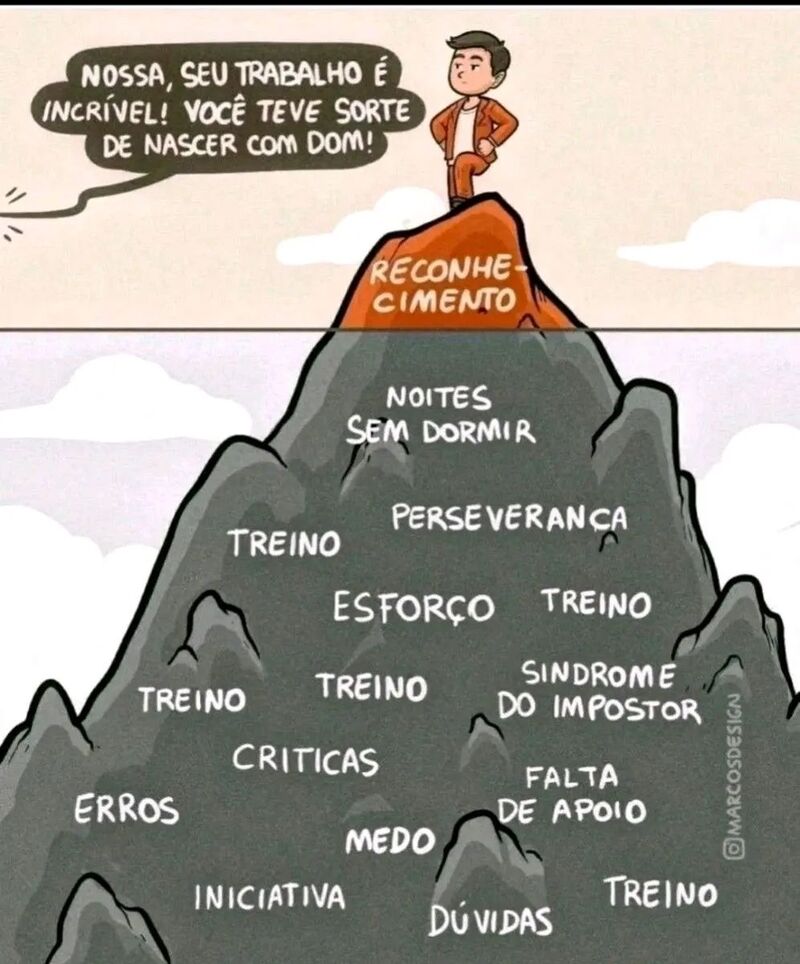 NOSSA, SEU TRABALHO É
INCRÍVEL! VOCÊ TEVE SORTE
DE NASCER COM DOM!
RECONHE-
CIMENTO
NOITES
SEM DORMIR
PERSEVERANÇA
TREINO
ESFORÇO
TREINO
TREINO
TREINO
SINDROME
DO IMPOSTOR
CRITICAS
ERROS
FALTA
DE APOIO
MEDO
INICIATIVA
DÚVIDAS
TREINO
MARCOSDESIGN